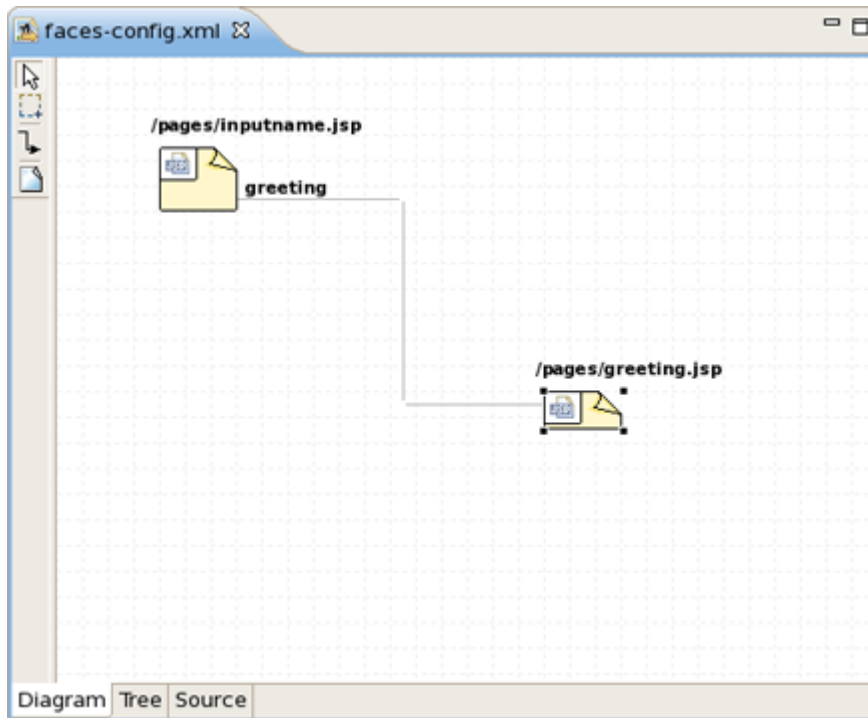 faces-config.xml
/pages/inputname.jsp
greeting
/pages/greeting.jsp
Diagram Tree Source